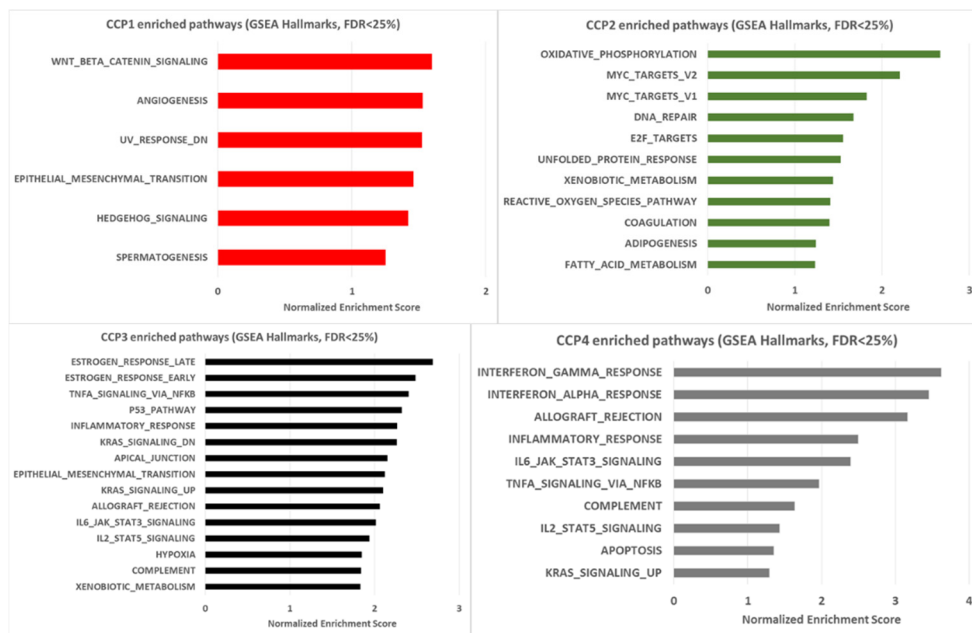 CCP1 enriched pathways (GSEA Hallmarks, FDR<25%)
WNT_BETA_CATENIN_SIGNALING
ANGIOGENESIS
UV_RESPONSE_DN
EPITHELIAL_MESENCHYMAL_TRANSITION
HEDGEHOG_SIGNALING
SPERMATOGENESIS
0 1 2
Normalized Enrichment Score
CCP2 enriched pathways (GSEA Hallmarks, FDR<25%)
OXIDATIVE_PHOSPHORYLATION
MYC_TARGETS_V2
MYC_TARGETS_V1
DNA_REPAIR
E2F_TARGETS
UNFOLDED_PROTEIN_RESPONSE
XENOBIOTIC_METABOLISM
REACTIVE_OXYGEN_SPECIES_PATHWAY
COAGULATION
ADIPOGENESIS
FATTY_ACID_METABOLISM
0 1 2 3
Normalized Enrichment Score
CCP3 enriched pathways (GSEA Hallmarks, FDR<25%)
ESTROGEN_RESPONSE_LATE
ESTROGEN_RESPONSE_EARLY
TNFA_SIGNALING_VIA_NFKB
P53_PATHWAY
INFLAMMATORY_RESPONSE
KRAS_SIGNALING_DN
APICAL_JUNCTION
EPITHELIAL_MESENCHYMAL_TRANSITION
KRAS_SIGNALING_UP
ALLOGRAFT_REJECTION
IL6_JAK_STAT3_SIGNALING
IL2_STAT5_SIGNALING
HYPOXIA
COMPLEMENT
XENOBIOTIC_METABOLISM
0 1 2 3
Normalized Enrichment Score
CCP4 enriched pathways (GSEA Hallmarks, FDR<25%)
INTERFERON_GAMMA_RESPONSE
INTERFERON_ALPHA_RESPONSE
ALLOGRAFT_REJECTION
INFLAMMATORY_RESPONSE
IL6_JAK_STAT3_SIGNALING
TNFA_SIGNALING_VIA_NFKB
COMPLEMENT
IL2_STAT5_SIGNALING
APOPTOSIS
KRAS_SIGNALING_UP
0 1 2 3 4
Normalized Enrichment Score